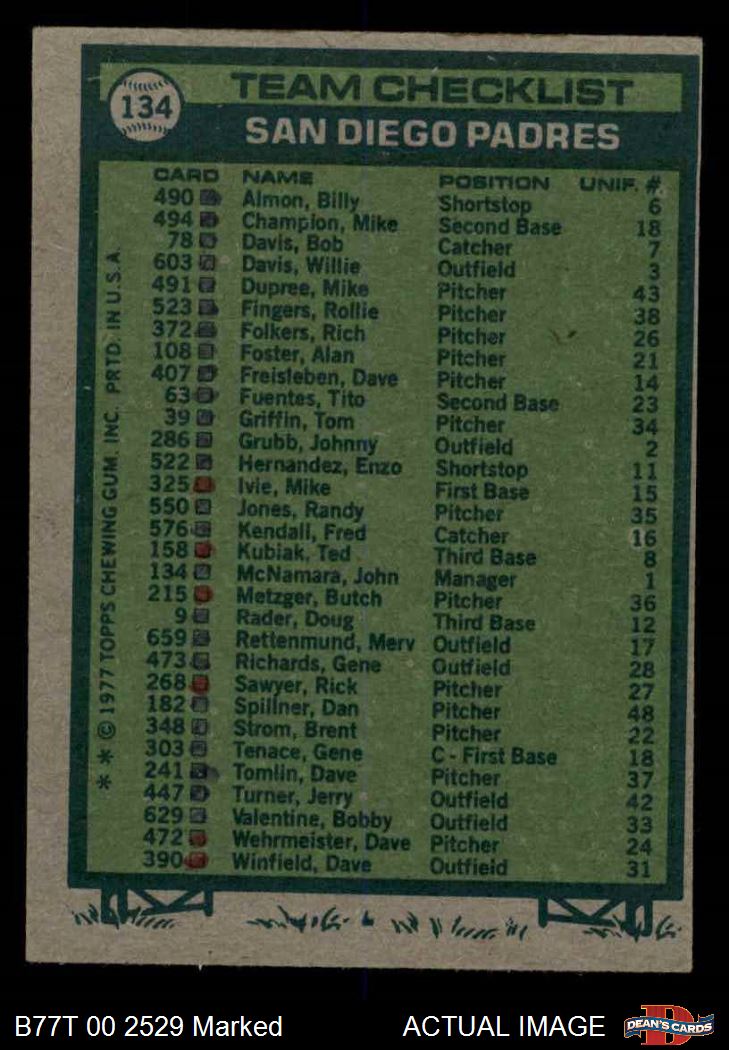 134
TEAM CHECKLIST
SAN DIEGO PADRES
CARD NAME POSITION UNIF. #
490 Almon, Billy Shortstop 6
494 Champion, Mike Second Base 18
78 Davis, Bob Catcher 7
603 Davis, Willie Outfield 3
491 Dupree, Mike Pitcher 43
523 Fingers, Rollie Pitcher 38
372 Folkers, Rich Pitcher 26
108 Foster, Alan Pitcher 21
407 Freisleben, Dave Pitcher 14
63 Fuentes, Tito Second Base 23
39 Griffin, Tom Pitcher 34
286 Grubb, Johnny Outfield 2
522 Hernandez, Enzo Shortstop 11
325 Ivie, Mike First Base 15
550 Jones, Randy Pitcher 35
576 Kendall, Fred Catcher 16
158 Kubiak, Ted Third Base 8
134 McNamara, John Manager 1
215 Metzger, Butch Pitcher 36
9 Rader, Doug Third Base 12
659 Rettenmund, Merv Outfield 17
473 Richards, Gene Outfield 28
268 Sawyer, Rick Pitcher 27
182 Spillner, Dan Pitcher 48
348 Strom, Brent Pitcher 22
303 Tenace, Gene C - First Base 18
241 Tomlin, Dave Pitcher 37
447 Turner, Jerry Outfield 42
629 Valentine, Bobby Outfield 33
472 Wehrmeister, Dave Pitcher 24
390 Winfield, Dave Outfield 31
* * © 1977 TOPPS CHEWING GUM, INC. PRTD. IN U.S.A.
B77T 00 2529 Marked ACTUAL IMAGE
DEAN'S CARDS